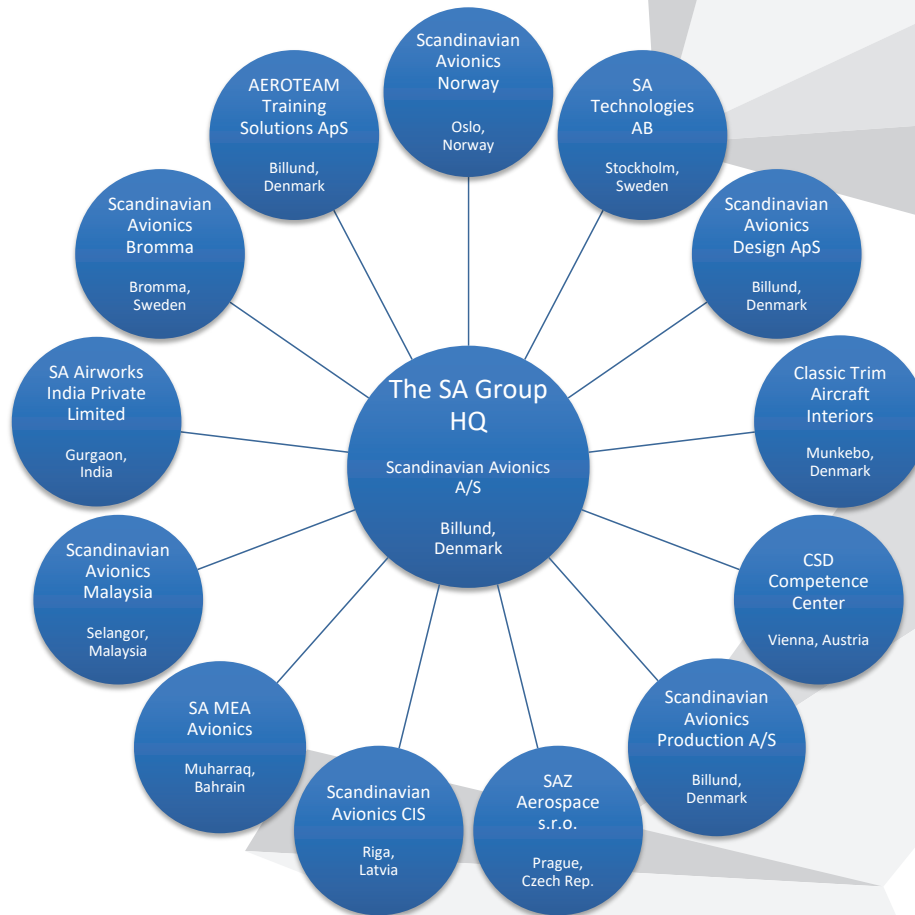 Scandinavian
Avionics
Norway
Oslo,
Norway
SA
Technologies
AB
Stockholm,
Sweden
Scandinavian
Avionics
Design ApS
Billund,
Denmark
Classic Trim
Aircraft
Interiors
Munkebo,
Denmark
CSD
Competence
Center
Vienna, Austria
Scandinavian
Avionics
Production A/S
Billund,
Denmark
SAZ
Aerospace
s.r.o.
Prague,
Czech Rep.
Scandinavian
Avionics CIS
Riga,
Latvia
SA MEA
Avionics
Muharraq,
Bahrain
Scandinavian
Avionics
Malaysia
Selangor,
Malaysia
SA Airworks
India Private
Limited
Gurgaon,
India
Scandinavian
Avionics
Bromma
Bromma,
Sweden
AEROTEAM
Training
Solutions ApS
Billund,
Denmark
The SA Group
HQ
Scandinavian Avionics
A/S
Billund,
Denmark